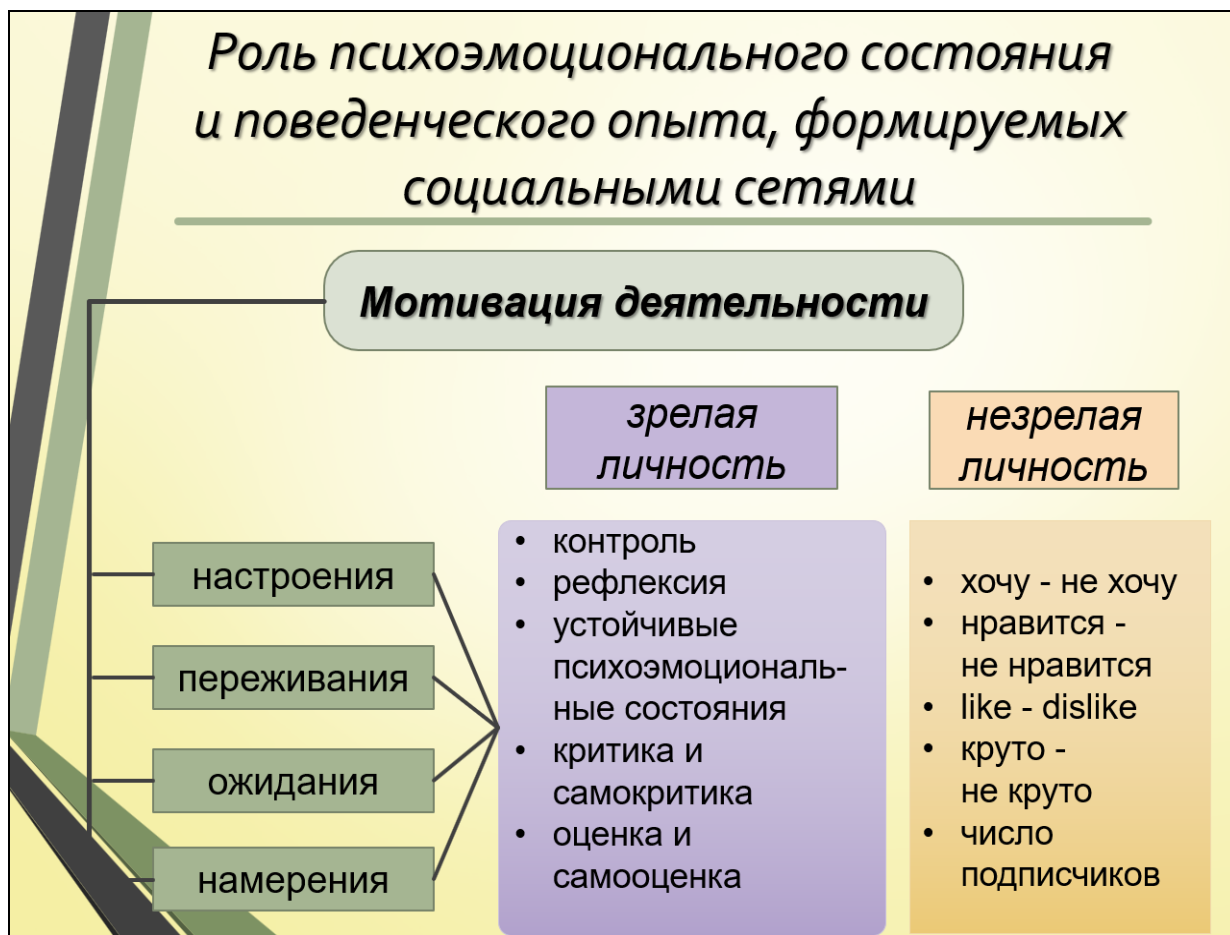 Роль психоэмоционального состояния
и поведенческого опыта, формируемых
социальными сетями
Мотивация деятельности
зрелая
личность
незрелая
личность
настроения
переживания
ожидания
намерения
• контроль
• рефлексия
• устойчивые
психоэмоциональ-
ные состояния
• критика и
самокритика
• оценка и
самооценка
• хочу - не хочу
• нравится -
не нравится
• like - dislike
• круто -
не круто
• число
подписчиков